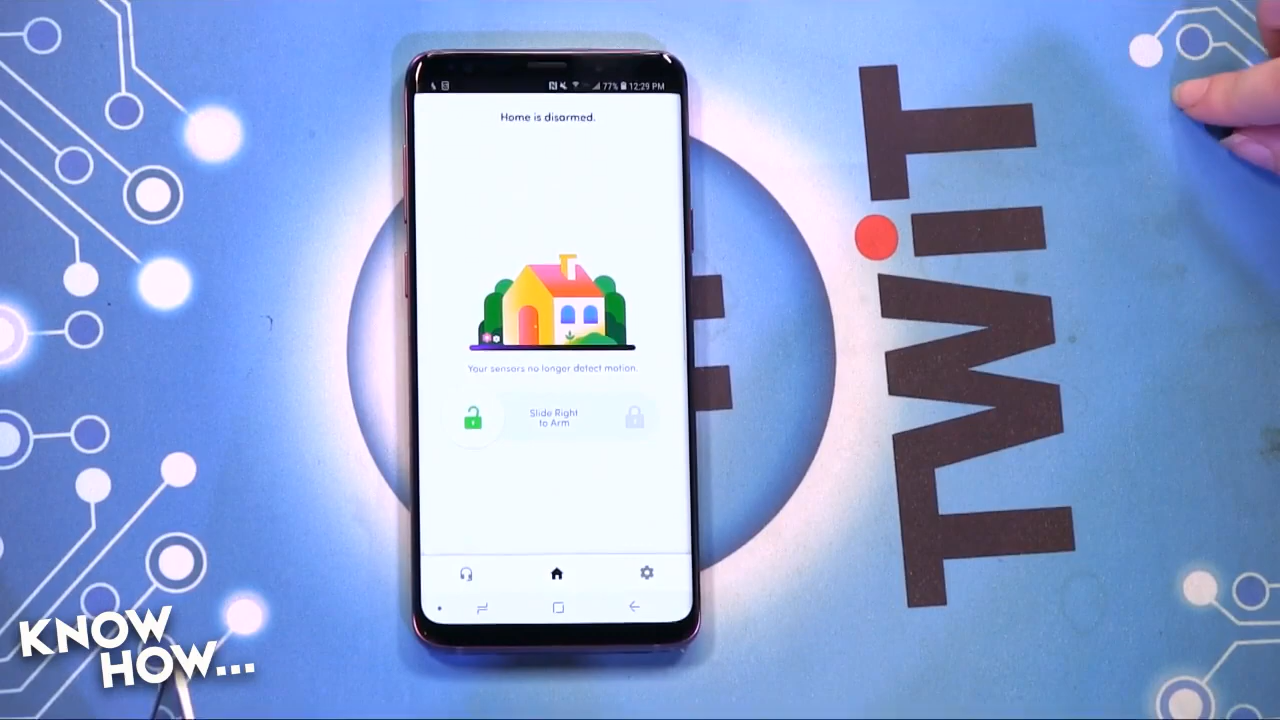 77% 12:29 PM
Home is disarmed.
Your sensors no longer detect motion.
Slide Right
to Arm
TWiT
KNOW
HOW...